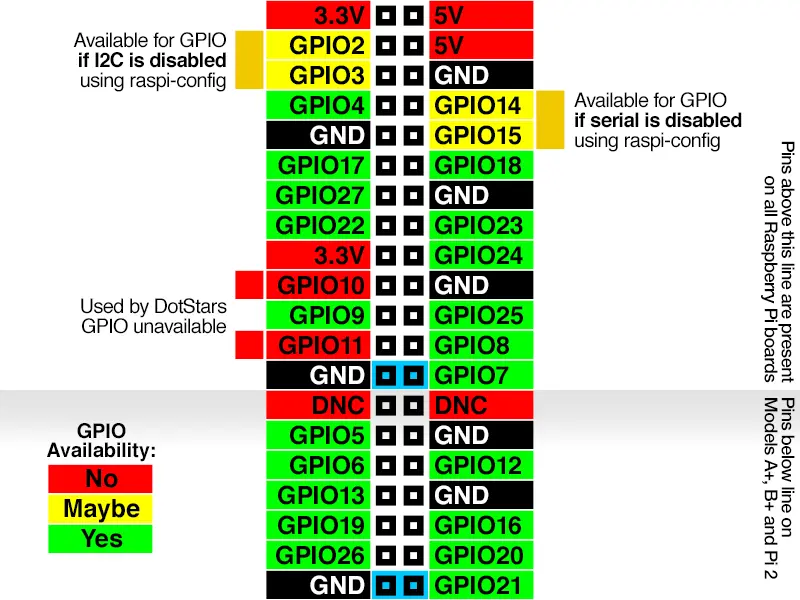 3.3V 5V
Available for GPIO
if I2C is disabled
using raspi-config
GPIO2 5V
GPIO3 GND
GPIO4 GPIO14
GND GPIO15
Available for GPIO
if serial is disabled
using raspi-config
GPIO17 GPIO18
GPIO27 GND
GPIO22 GPIO23
3.3V GPIO24
GPIO10 GND
Used by DotStars
GPIO unavailable
GPIO9 GPIO25
GPIO11 GPIO8
GND GPIO7
Pins above this line are present
on all Raspberry Pi boards
DNC DNC
GPIO5 GND
GPIO6 GPIO12
GPIO13 GND
GPIO19 GPIO16
GPIO26 GPIO20
GND GPIO21
Pins below line on
Models A+, B+ and Pi 2
GPIO
Availability:
No
Maybe
Yes